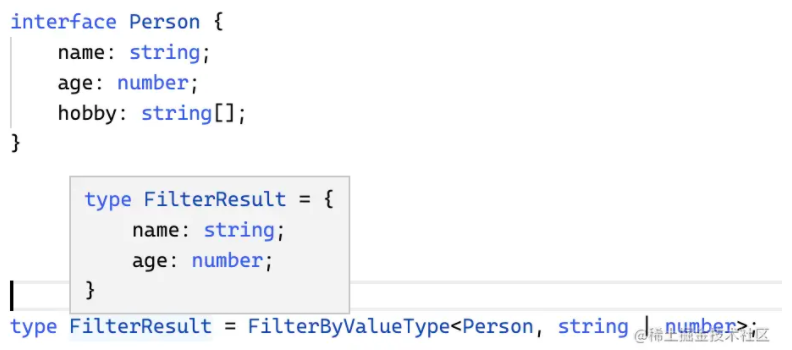 interface Person {
    name: string;
    age: number;
    hobby: string[];
}
type FilterResult = {
    name: string;
    age: number;
}
type FilterResult = FilterByValueType<Person, string | number>;
@稀土掘金技术社区